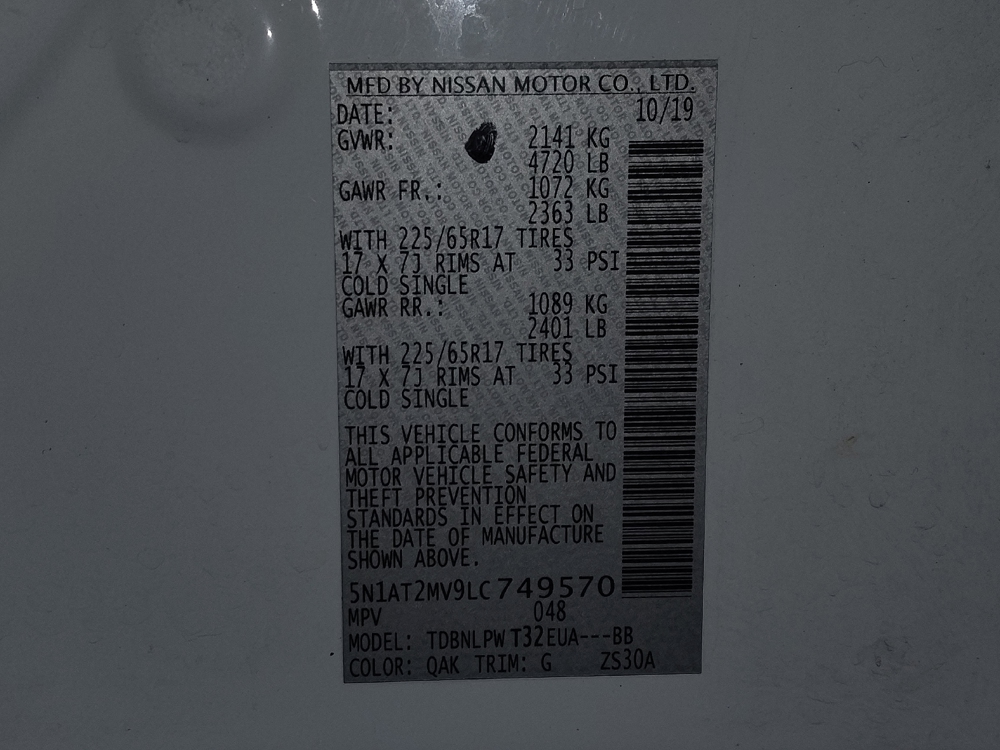 MFD BY NISSAN MOTOR CO., LTD.
DATE: 10/19
GVWR: 2141 KG
4720 LB
GAWR FR.: 1072 KG
2363 LB
WITH 225/65R17 TIRES
17 X 7J RIMS AT 33 PSI
COLD SINGLE
GAWR RR.: 1089 KG
2401 LB
WITH 225/65R17 TIRES
17 X 7J RIMS AT 33 PSI
COLD SINGLE
THIS VEHICLE CONFORMS TO
ALL APPLICABLE FEDERAL
MOTOR VEHICLE SAFETY AND
THEFT PREVENTION
STANDARDS IN EFFECT ON
THE DATE OF MANUFACTURE
SHOWN ABOVE.
5N1AT2MV9LC749570
MPV 048
MODEL: TDBNLPWT32EUA---BB
COLOR: QAK TRIM: G ZS30A